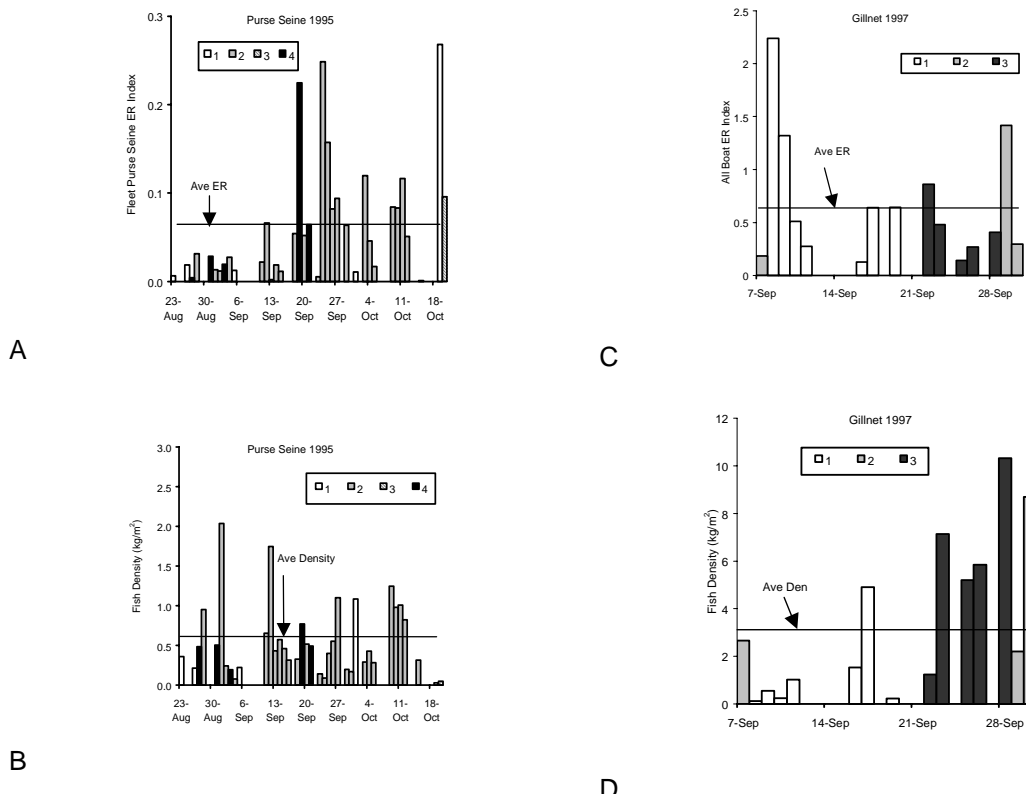 Purse Seine 1995
Fleet Purse Seine ER Index
0.3
0.2
0.1
0.0
1 2 3 4
Ave ER
23- 30- 6- 13- 20- 27- 4- 11- 18-
Aug Aug Sep Sep Sep Sep Oct Oct Oct
A
Gillnet 1997
All Boat ER Index
2.5
2
1.5
1
0.5
0
1 2 3
Ave ER
7-Sep 14-Sep 21-Sep 28-Sep
C
Purse Seine 1995
Fish Density (kg/m²)
3.0
2.5
2.0
1.5
1.0
0.5
0.0
1 2 3 4
Ave Density
23- 30- 6- 13- 20- 27- 4- 11- 18-
Aug Aug Sep Sep Sep Sep Oct Oct Oct
B
Gillnet 1997
Fish Density (kg/m²)
12
10
8
6
4
2
0
1 2 3
Ave Den
7-Sep 14-Sep 21-Sep 28-Sep
D